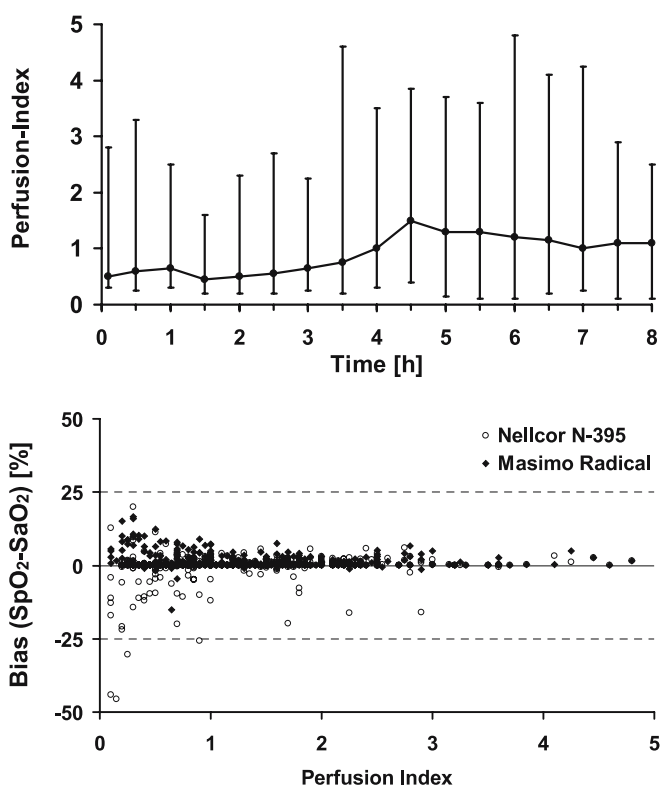 Perfusion-Index
5
4
3
2
1
0
0 1 2 3 4 5 6 7 8
Time [h]
Bias (SpO₂-SaO₂) [%]
50
25
0
-25
-50
Nellcor N-395
Masimo Radical
0 1 2 3 4 5
Perfusion Index